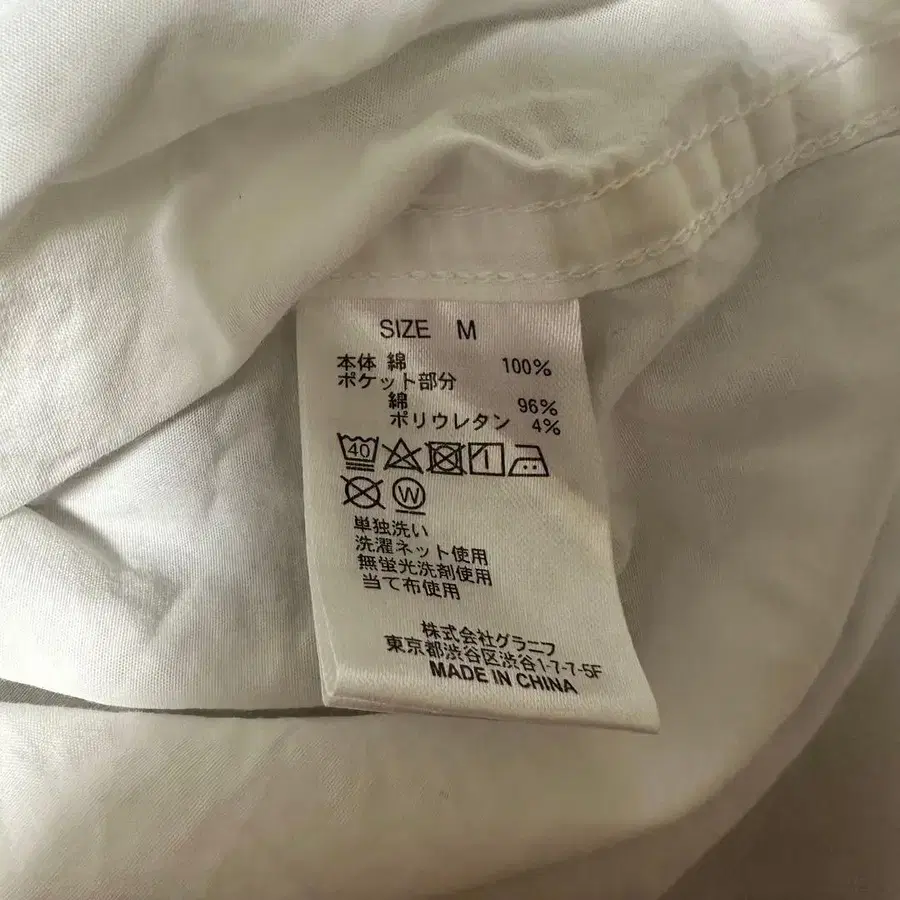 SIZE M
本体 綿 100%
ポケット部分
綿 96%
ポリウレタン 4%
40
W
単独洗い
洗濯ネット使用
無蛍光洗剤使用
当て布使用
株式会社グラニフ
東京都渋谷区渋谷1-7-7-5F
MADE IN CHINA